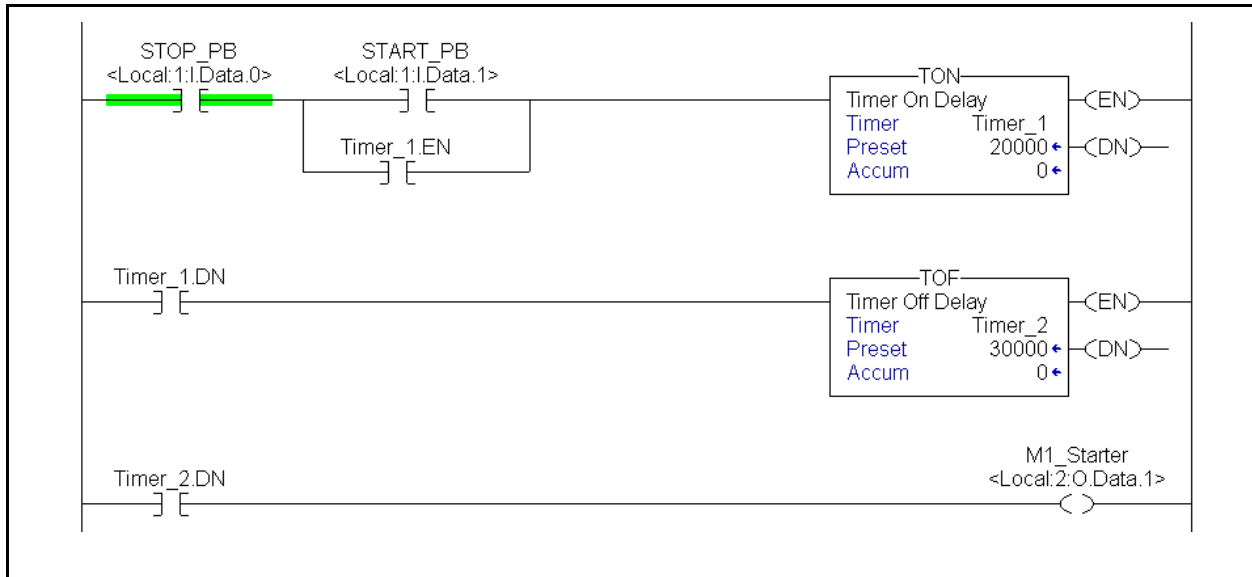 STOP_PB
<Local:1:I.Data.0>
START_PB
<Local:1:I.Data.1>
Timer_1.EN
TON
Timer On Delay
Timer Timer_1
Preset 20000
Accum 0
EN
DN
Timer_1.DN
TOF
Timer Off Delay
Timer Timer_2
Preset 30000
Accum 0
EN
DN
Timer_2.DN
M1_Starter
<Local:2:O.Data.1>